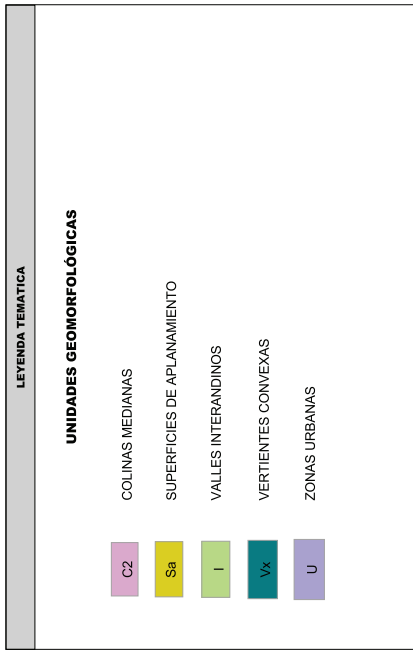 LEYENDA TEMATICA
UNIDADES GEOMORFOLÓGICAS
C2 COLINAS MEDIANAS
Sa SUPERFICIES DE APLANAMIENTO
I VALLES INTERANDINOS
Vx VERTIENTES CONVEXAS
U ZONAS URBANAS